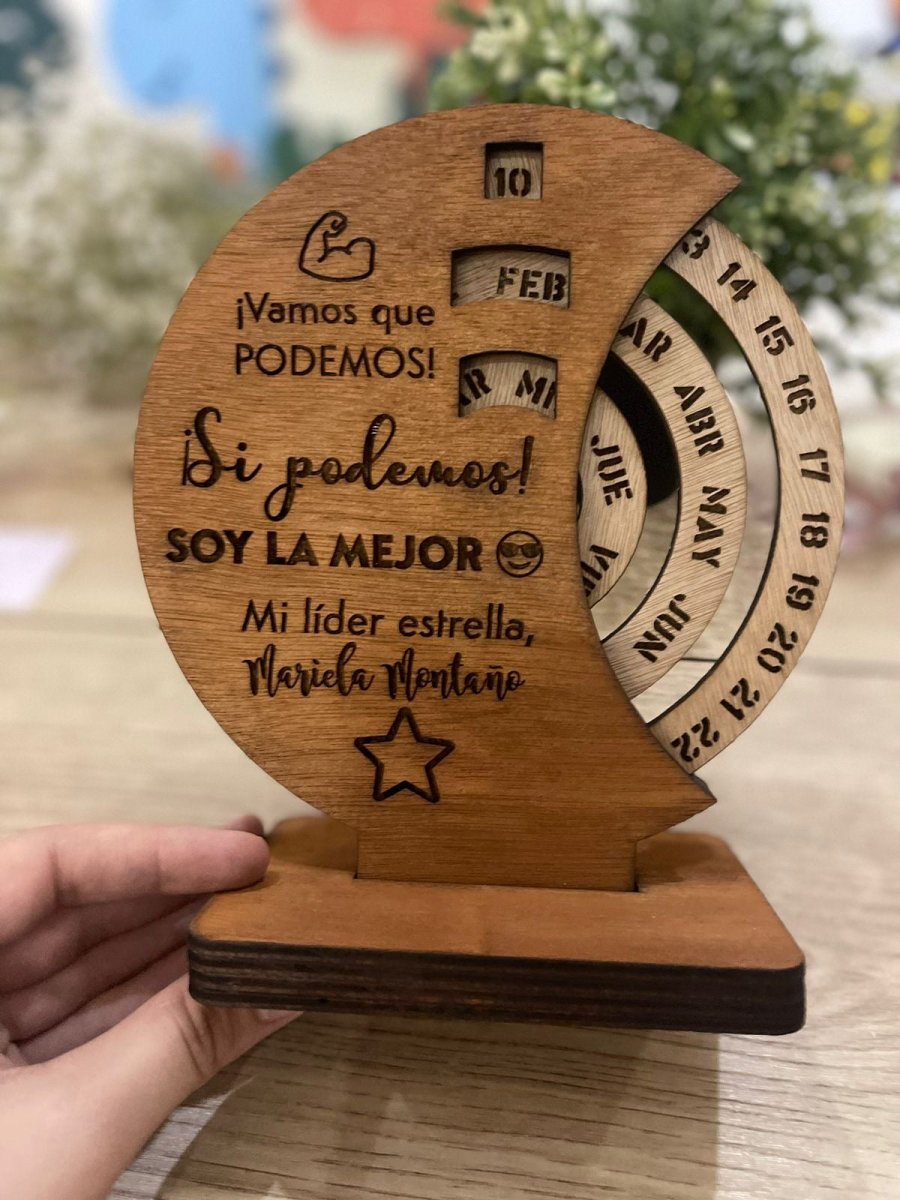 10
FEB
¡Vamos que
PODEMOS!
MI
¡Si podemos!
SOY LA MEJOR
Mi líder estrella,
Mariela Montaño
14
15
16
17
18
19
20
21
22
ABR
MAY
JUN
JUE